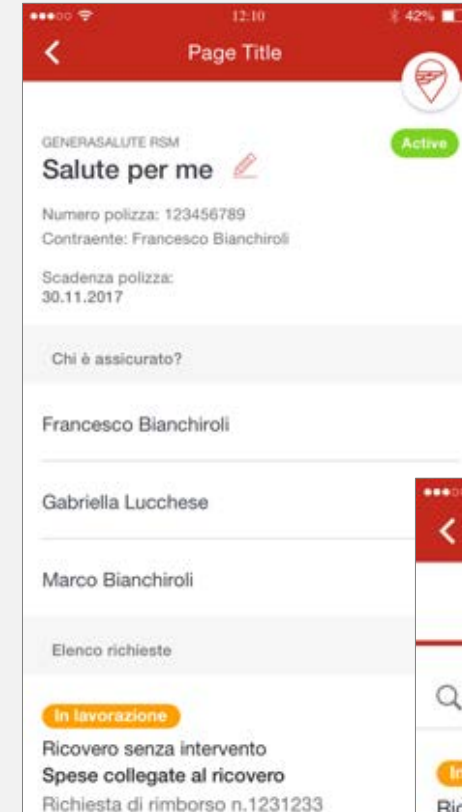 12:10
42%
Page Title
GENERASALUTE RSM
Active
Salute per me
Numero polizza: 123456789
Contraente: Francesco Bianchiroli
Scadenza polizza:
30.11.2017
Chi è assicurato?
Francesco Bianchiroli
Gabriella Lucchese
Marco Bianchiroli
Elenco richieste
In lavorazione
Ricovero senza intervento
Spese collegate al ricovero
Richiesta di rimborso n.1231233